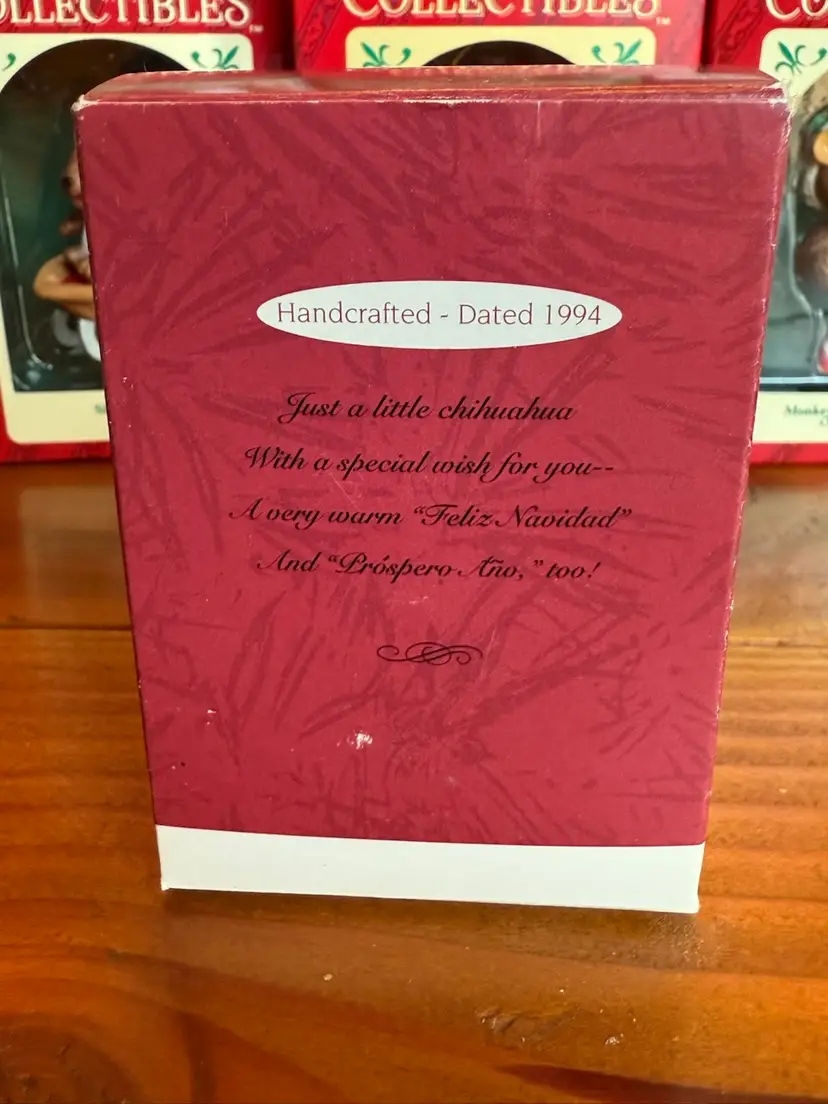 COLLECTIBLES
Handcrafted - Dated 1994
Just a little chihuahua
With a special wish for you--
A very warm “Feliz Navidad”
And “Próspero Año,” too!